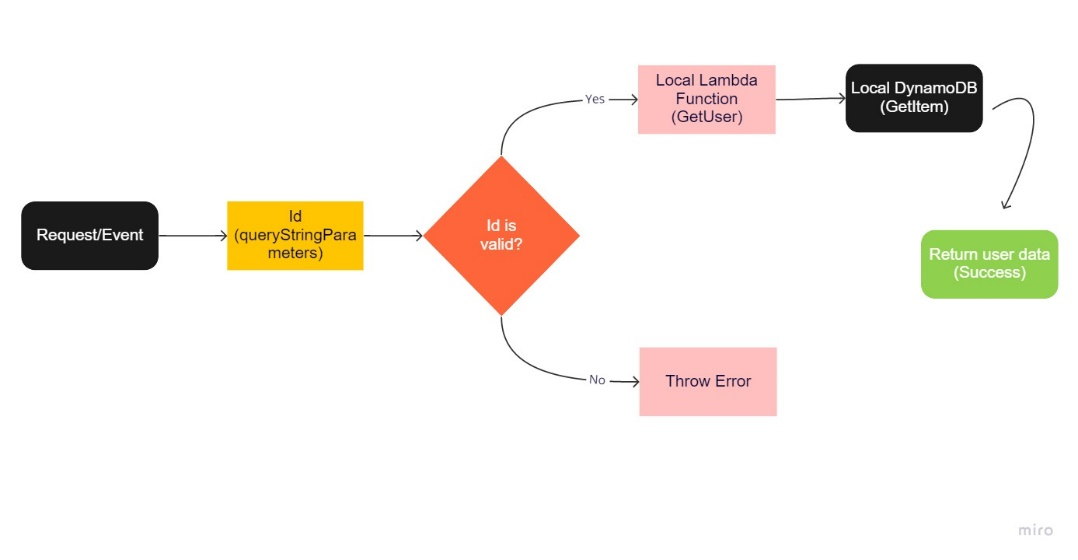 Request/Event
Id
(queryStringPara
meters)
Id is
valid?
Yes
Local Lambda
Function
(GetUser)
Local DynamoDB
(GetItem)
Return user data
(Success)
No
Throw Error
miro